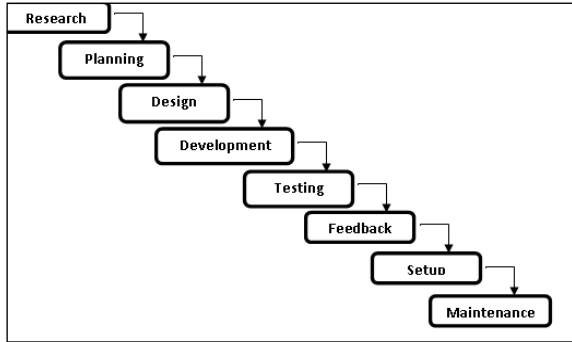 Research
Planning
Design
Development
Testing
Feedback
Setup
Maintenance